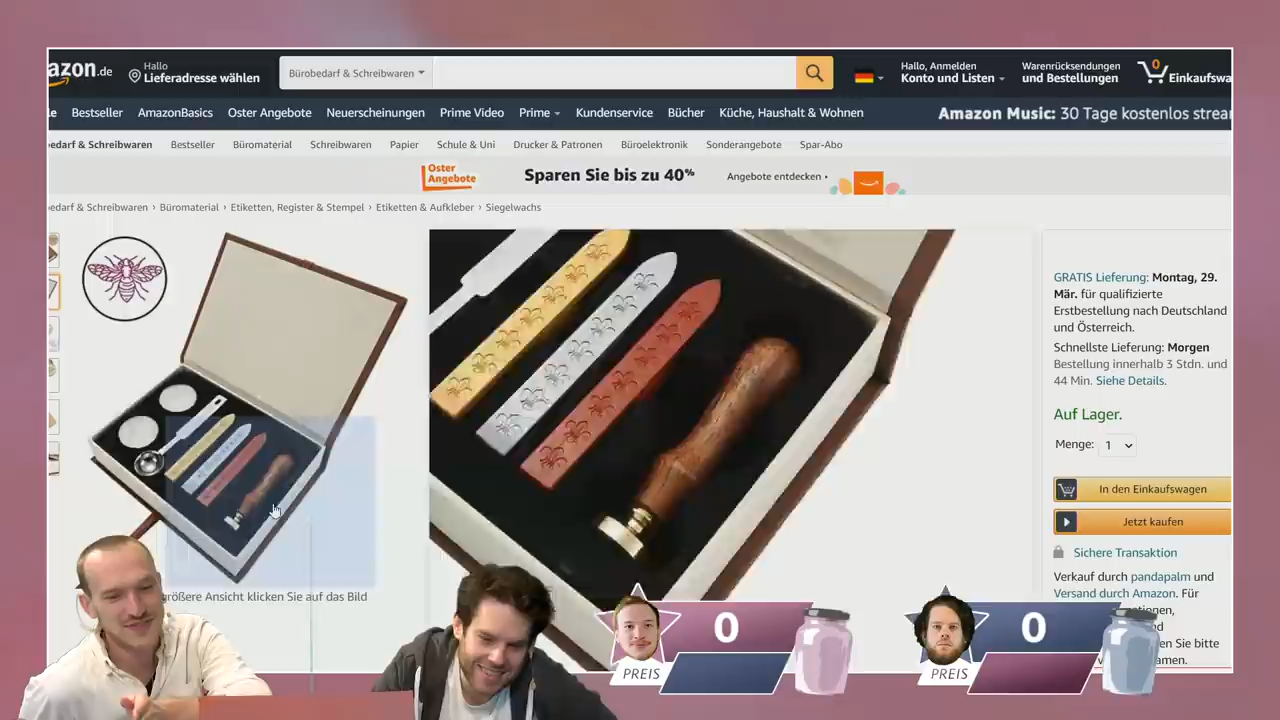 azon.de
Hallo
Lieferadresse wählen
Bürobedarf & Schreibwaren
Hallo, Anmelden
Konto und Listen
Warenrücksendungen
und Bestellungen
0
Einkaufswa
le
Bestseller
AmazonBasics
Oster Angebote
Neuerscheinungen
Prime Video
Prime
Kundenservice
Bücher
Küche, Haushalt & Wohnen
Amazon Music: 30 Tage kostenlos strea
edarf & Schreibwaren
Bestseller
Büromaterial
Schreibwaren
Papier
Schule & Uni
Drucker & Patronen
Büroelektronik
Sonderangebote
Spar-Abo
Oster
Angebote
Sparen Sie bis zu 40%
Angebote entdecken
edarf & Schreibwaren › Büromaterial › Etiketten, Register & Stempel › Etiketten & Aufkleber › Siegelwachs
GRATIS Lieferung: Montag, 29.
Mär. für qualifizierte
Erstbestellung nach Deutschland
und Österreich.
Schnellste Lieferung: Morgen
Bestellung innerhalb 3 Stdn. und
44 Min. Siehe Details.
Auf Lager.
Menge: 1
In den Einkaufswagen
Jetzt kaufen
Sichere Transaktion
Verkauf durch pandapalm und
Versand durch Amazon. Für
en Sie bitte
größere Ansicht klicken Sie auf das Bild
0
PREIS
0
PREIS